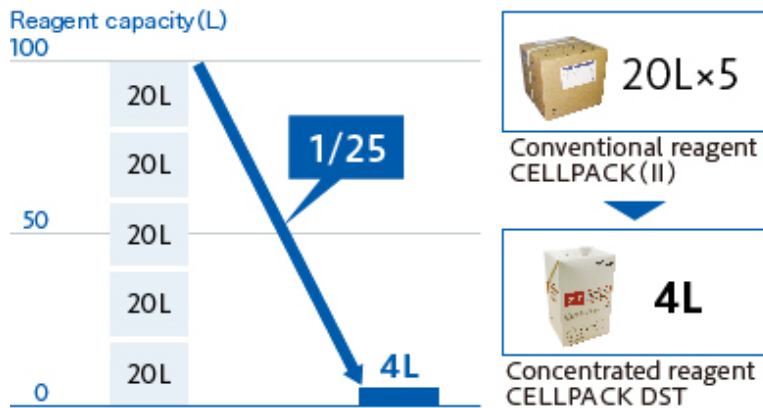 Reagent capacity(L)
100
20L
20L
1/25
50
20L
20L
20L
4L
0
20L×5
Conventional reagent
CELLPACK(II)
4L
Concentrated reagent
CELLPACK DST